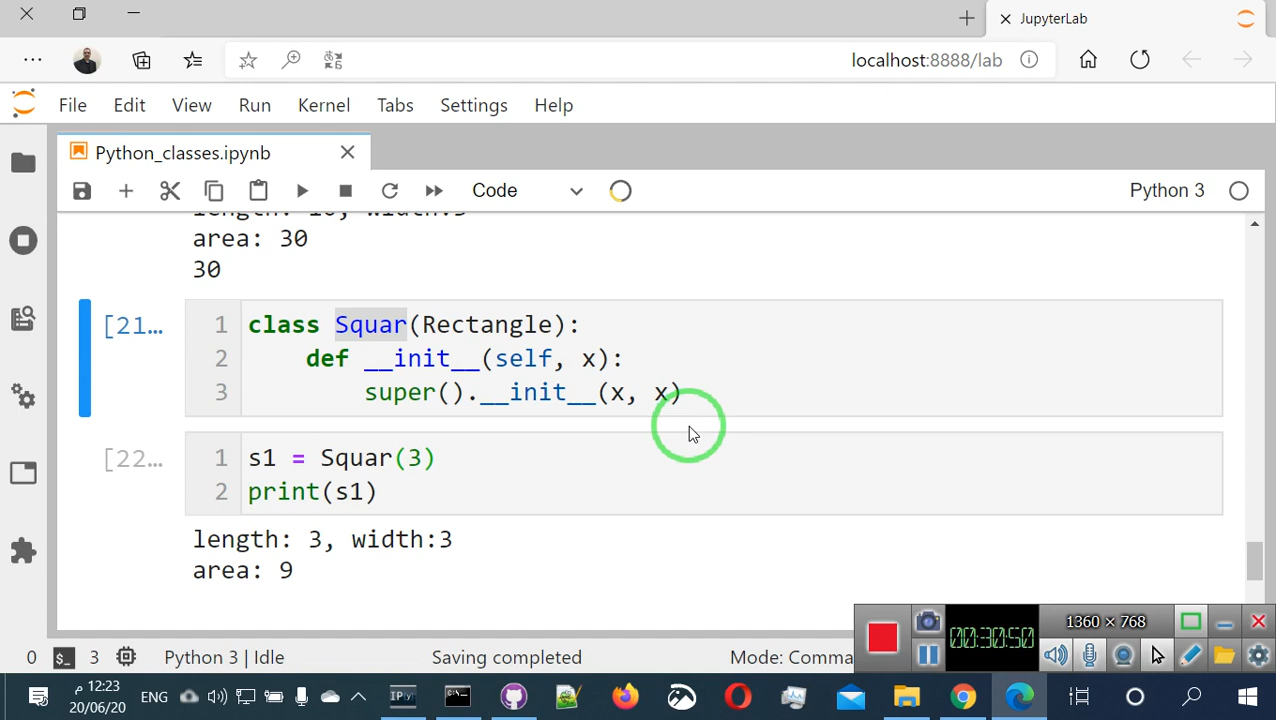 JupyterLab
localhost:8888/lab
File Edit View Run Kernel Tabs Settings Help
Python_classes.ipynb
Code
Python 3
area: 30
30
[21…
1 class Squar(Rectangle):
2 def __init__(self, x):
3 super().__init__(x, x)
[22…
1 s1 = Squar(3)
2 print(s1)
length: 3, width:3
area: 9
1360 × 768
00:30:50
0 3 Python 3 | Idle Saving completed Mode: Comma
12:23 م ENG
20/06/20